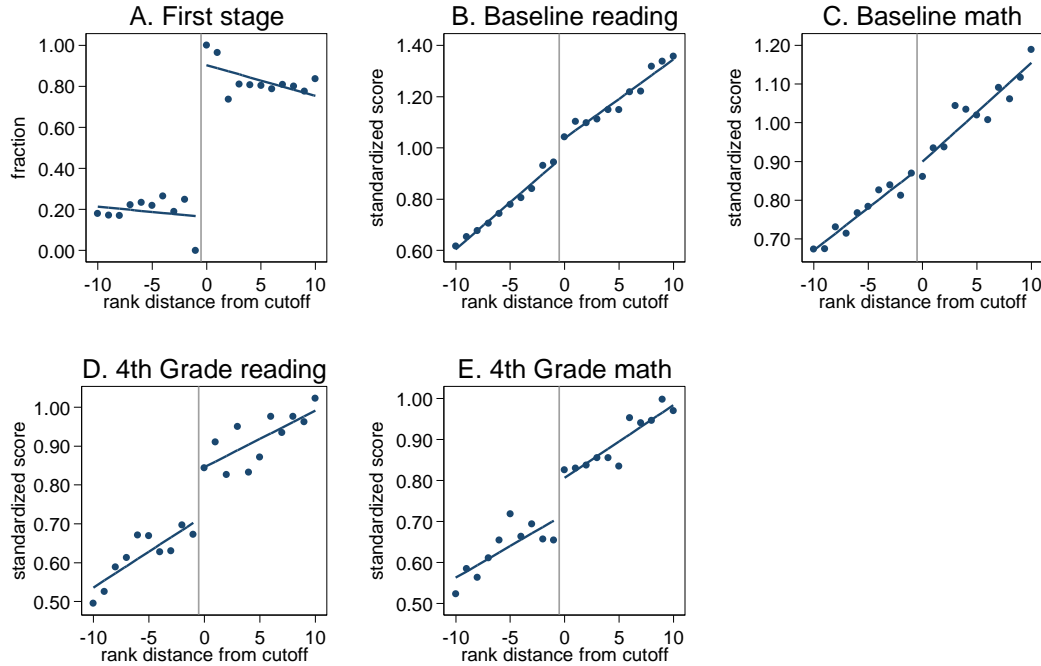 A. First stage
fraction
1.00
0.80
0.60
0.40
0.20
0.00
-10 -5 0 5 10
rank distance from cutoff
B. Baseline reading
standardized score
1.40
1.20
1.00
0.80
0.60
-10 -5 0 5 10
rank distance from cutoff
C. Baseline math
standardized score
1.20
1.10
1.00
0.90
0.80
0.70
-10 -5 0 5 10
rank distance from cutoff
D. 4th Grade reading
standardized score
1.00
0.90
0.80
0.70
0.60
0.50
-10 -5 0 5 10
rank distance from cutoff
E. 4th Grade math
standardized score
1.00
0.90
0.80
0.70
0.60
0.50
-10 -5 0 5 10
rank distance from cutoff